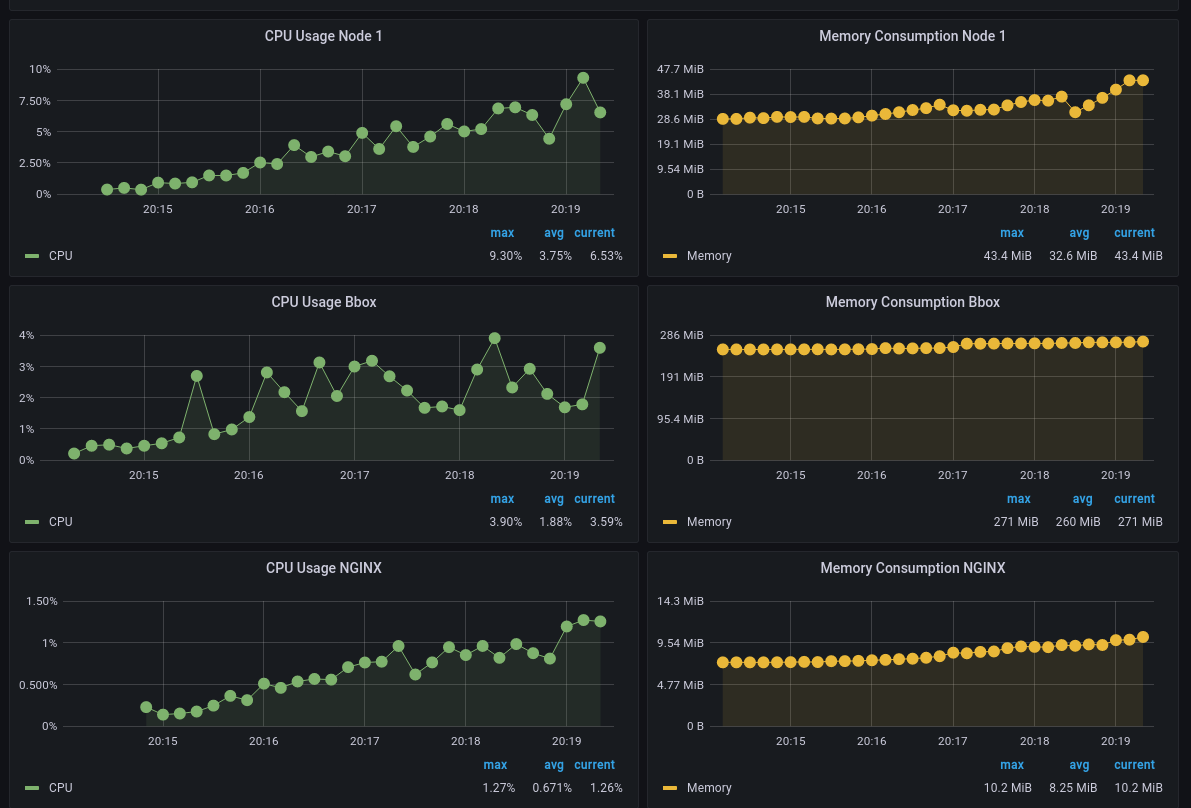 CPU Usage Node 1
10%
7.50%
5%
2.50%
0%
20:15 20:16 20:17 20:18 20:19
max avg current
CPU 9.30% 3.75% 6.53%
Memory Consumption Node 1
47.7 MiB
38.1 MiB
28.6 MiB
19.1 MiB
9.54 MiB
0 B
20:15 20:16 20:17 20:18 20:19
max avg current
Memory 43.4 MiB 32.6 MiB 43.4 MiB
CPU Usage Bbox
4%
3%
2%
1%
0%
20:15 20:16 20:17 20:18 20:19
max avg current
CPU 3.90% 1.88% 3.59%
Memory Consumption Bbox
286 MiB
191 MiB
95.4 MiB
0 B
20:15 20:16 20:17 20:18 20:19
max avg current
Memory 271 MiB 260 MiB 271 MiB
CPU Usage NGINX
1.50%
1%
0.500%
0%
20:15 20:16 20:17 20:18 20:19
max avg current
CPU 1.27% 0.671% 1.26%
Memory Consumption NGINX
14.3 MiB
9.54 MiB
4.77 MiB
0 B
20:15 20:16 20:17 20:18 20:19
max avg current
Memory 10.2 MiB 8.25 MiB 10.2 MiB